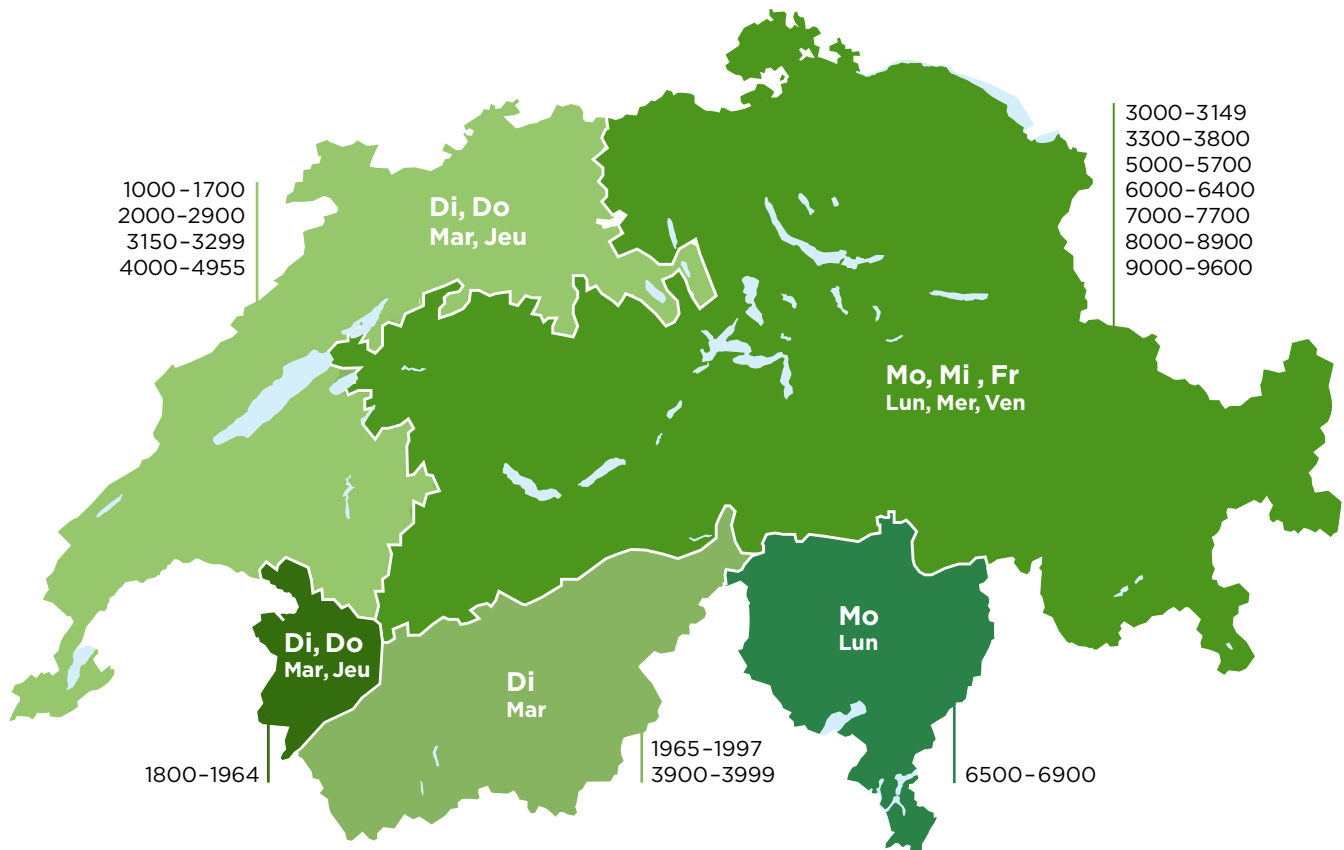 3000–3149
3300–3800
5000–5700
6000–6400
7000–7700
8000–8900
9000–9600
1000–1700
2000–2900
3150–3299
4000–4955
Di, Do
Mar, Jeu
Mo, Mi , Fr
Lun, Mer, Ven
Di, Do
Mar, Jeu
Di
Mar
Mo
Lun
1800–1964
1965–1997
3900–3999
6500–6900